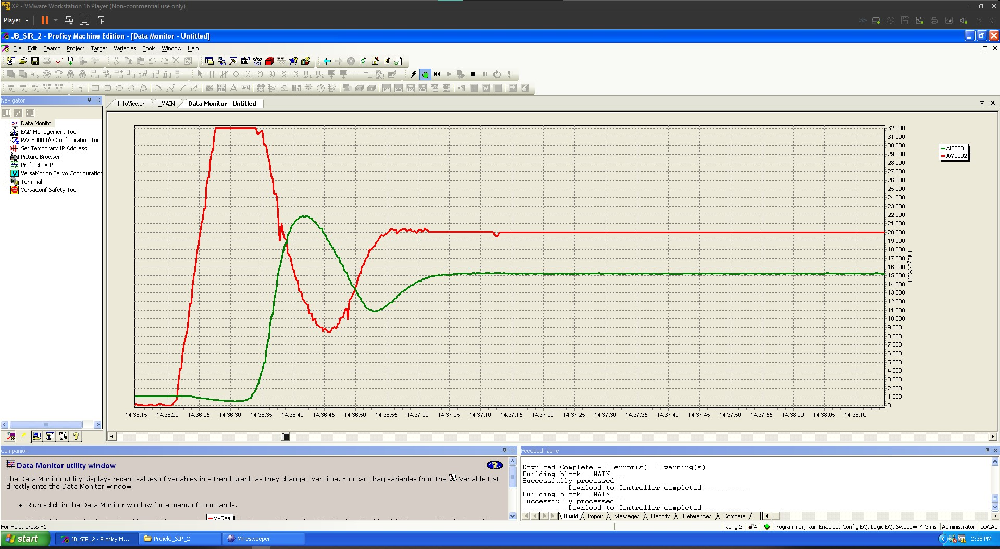 XP - VMware Workstation 16 Player (Non-commercial use only)
Player
JB_SIR_2 - Proficy Machine Edition - [Data Monitor - Untitled]
File Edit Search Project Target Variables Tools Window Help
Navigator
InfoViewer _MAIN Data Monitor - Untitled
Data Monitor
EGD Management Tool
PAC8000 I/O Configuration Tool
Set Temporary IP Address
Picture Browser
Profinet DCP
VersaMotion Servo Configuration
Terminal
VersaConf Safety Tool
32,000
31,000
30,000
29,000
28,000
27,000
26,000
25,000
24,000
23,000
22,000
21,000
20,000
19,000
18,000
17,000
16,000
15,000
14,000
13,000
12,000
11,000
10,000
9,000
8,000
7,000
6,000
5,000
4,000
3,000
2,000
1,000
0
Integer/Real
AI0003
AQ0002
14:36.15 14:36.20 14:36.25 14:36.30 14:36.35 14:36.40 14:36.45 14:36.50 14:36.55 14:37.00 14:37.05 14:37.10 14:37.15 14:37.20 14:37.25 14:37.30 14:37.35 14:37.40 14:37.45 14:37.50 14:37.55 14:38.00 14:38.05 14:38.10
Companion
Data Monitor utility window
The Data Monitor utility displays recent values of variables in a trend graph as they change over time. You can drag variables from the Variable List
directly onto the Data Monitor window.
• Right-click in the Data Monitor window for a menu of commands.
MyReal
Feedback Zone
Download Complete - 0 error(s), 0 warning(s)
Building block: _MAIN....
Successfully processed.
---------- Download to Controller completed ----------
Building block: _MAIN....
Successfully processed.
---------- Download to Controller completed ----------
Build Import Messages Reports References Compare
For Help, press F1
Rung 2 4 Programmer, Run Enabled, Config EQ, Logic EQ, Sweep= 4.3 ms Administrator LOCAL
start JB_SIR_2 - Proficy M... Projekt_SIR_2 Minesweeper 2:38 PM